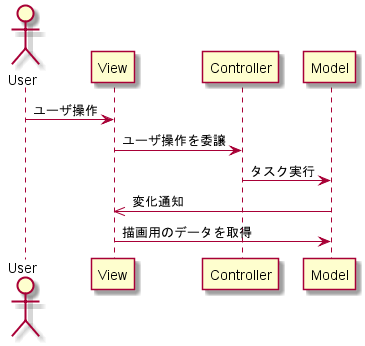 User
View
Controller
Model
ユーザ操作
ユーザ操作を委譲
タスク実行
変化通知
描画用のデータを取得
User
View
Controller
Model